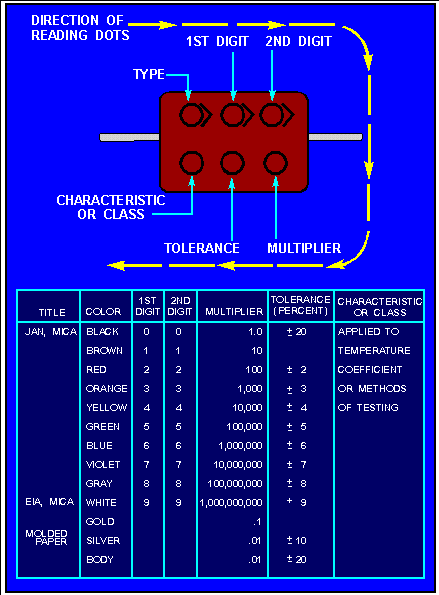 DIRECTION OF
READING DOTS
1ST DIGIT 2ND DIGIT
TYPE
CHARACTERISTIC
OR CLASS
TOLERANCE MULTIPLIER
TITLE COLOR 1ST DIGIT 2ND DIGIT MULTIPLIER TOLERANCE (PERCENT) CHARACTERISTIC OR CLASS
JAN, MICA BLACK 0 0 1.0 ± 20 APPLIED TO
BROWN 1 1 10 TEMPERATURE
RED 2 2 100 ± 2 COEFFICIENT
ORANGE 3 3 1,000 ± 3 OR METHODS
YELLOW 4 4 10,000 ± 4 OF TESTING
GREEN 5 5 100,000 ± 5
BLUE 6 6 1,000,000 ± 6
VIOLET 7 7 10,000,000 ± 7
GRAY 8 8 100,000,000 ± 8
EIA, MICA WHITE 9 9 1,000,000,000 + 9
GOLD .1
MOLDED PAPER SILVER .01 ± 10
BODY .01 ± 20